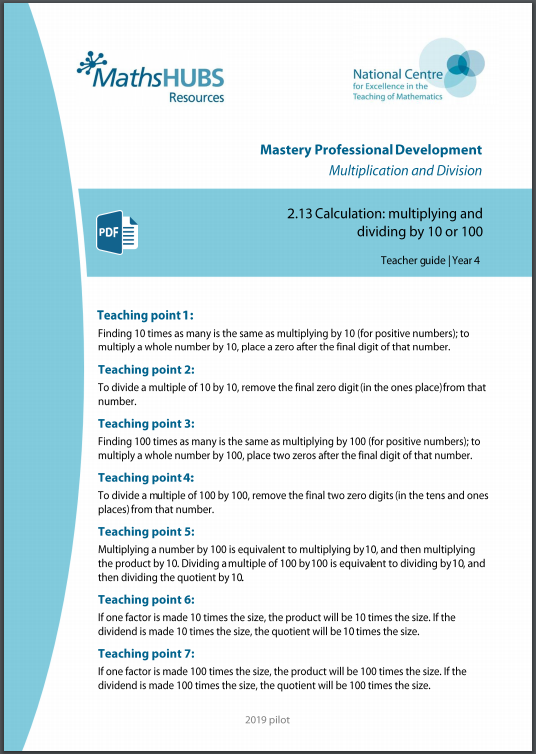 MathsHUBS
Resources
National Centre
for Excellence in the
Teaching of Mathematics
Mastery Professional Development
Multiplication and Division
PDF
2.13 Calculation: multiplying and
dividing by 10 or 100
Teacher guide | Year 4
Teaching point 1:
Finding 10 times as many is the same as multiplying by 10 (for positive numbers); to
multiply a whole number by 10, place a zero after the final digit of that number.
Teaching point 2:
To divide a multiple of 10 by 10, remove the final zero digit (in the ones place) from that
number.
Teaching point 3:
Finding 100 times as many is the same as multiplying by 100 (for positive numbers); to
multiply a whole number by 100, place two zeros after the final digit of that number.
Teaching point 4:
To divide a multiple of 100 by 100, remove the final two zero digits (in the tens and ones
places) from that number.
Teaching point 5:
Multiplying a number by 100 is equivalent to multiplying by 10, and then multiplying
the product by 10. Dividing a multiple of 100 by 100 is equivalent to dividing by 10, and
then dividing the quotient by 10.
Teaching point 6:
If one factor is made 10 times the size, the product will be 10 times the size. If the
dividend is made 10 times the size, the quotient will be 10 times the size.
Teaching point 7:
If one factor is made 100 times the size, the product will be 100 times the size. If the
dividend is made 100 times the size, the quotient will be 100 times the size.
2019 pilot